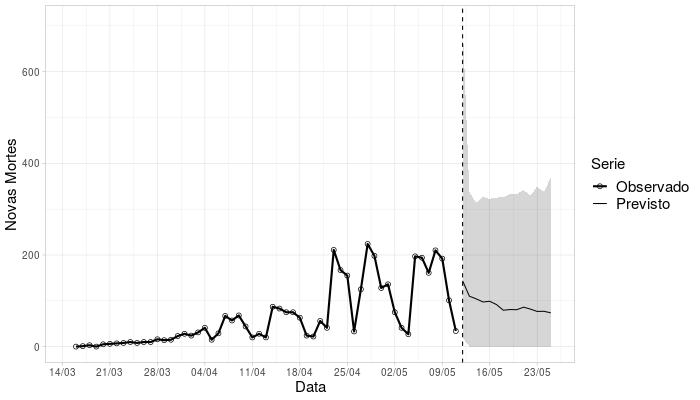 600
400
200
0
Novas Mortes
14/03 21/03 28/03 04/04 11/04 18/04 25/04 02/05 09/05 16/05 23/05
Data
Serie
Observado
Previsto